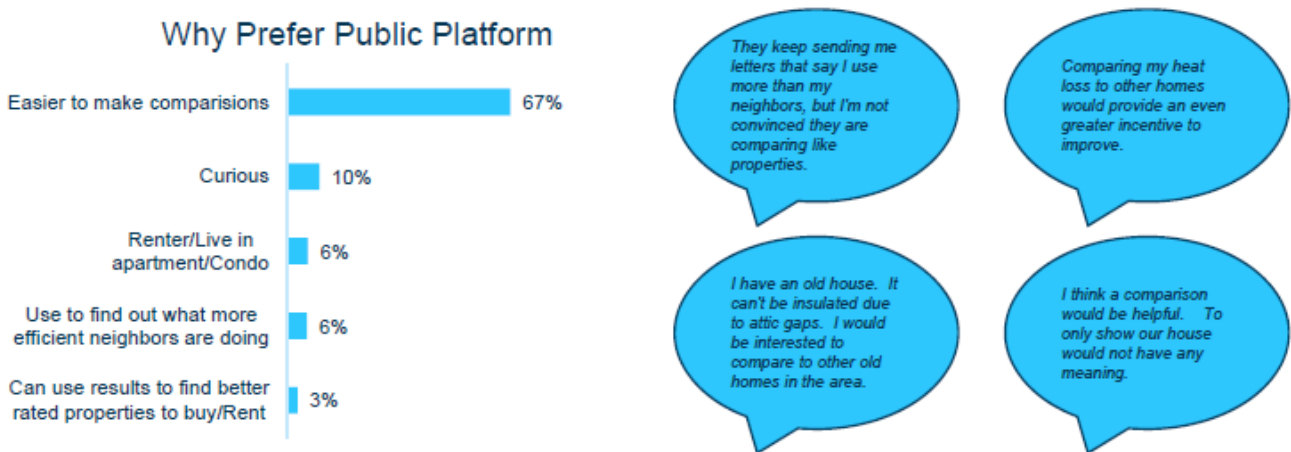 Why Prefer Public Platform
Easier to make comparisions
67%
Curious
10%
Renter/Live in
apartment/Condo
6%
Use to find out what more
efficient neighbors are doing
6%
Can use results to find better
rated properties to buy/Rent
3%
They keep sending me
letters that say I use
more than my
neighbors, but I'm not
convinced they are
comparing like
properties.
Comparing my heat
loss to other homes
would provide an even
greater incentive to
improve.
I have an old house. It
can't be insulated due
to attic gaps. I would
be interested to
compare to other old
homes in the area.
I think a comparison
would be helpful. To
only show our house
would not have any
meaning.